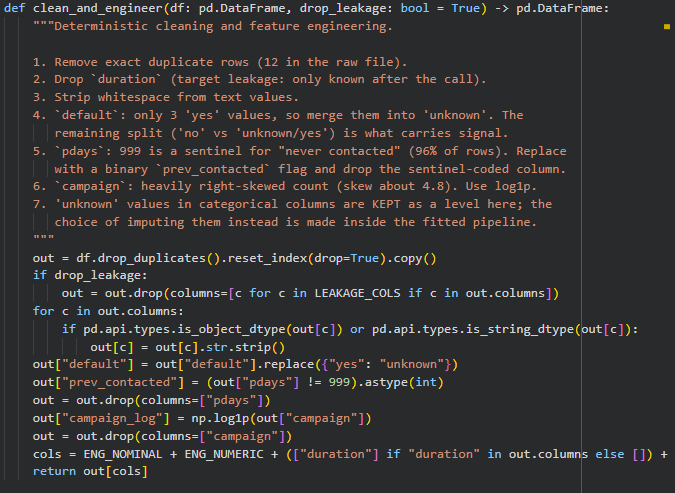 def clean_and_engineer(df: pd.DataFrame, drop_leakage: bool = True) -> pd.DataFrame:
    """Deterministic cleaning and feature engineering.

    1. Remove exact duplicate rows (12 in the raw file).
    2. Drop `duration` (target leakage: only known after the call).
    3. Strip whitespace from text values.
    4. `default`: only 3 'yes' values, so merge them into 'unknown'. The
       remaining split ('no' vs 'unknown/yes') is what carries signal.
    5. `pdays`: 999 is a sentinel for "never contacted" (96% of rows). Replace
       with a binary `prev_contacted` flag and drop the sentinel-coded column.
    6. `campaign`: heavily right-skewed count (skew about 4.8). Use log1p.
    7. 'unknown' values in categorical columns are KEPT as a level here; the
       choice of imputing them instead is made inside the fitted pipeline.
    """
    out = df.drop_duplicates().reset_index(drop=True).copy()
    if drop_leakage:
        out = out.drop(columns=[c for c in LEAKAGE_COLS if c in out.columns])
    for c in out.columns:
        if pd.api.types.is_object_dtype(out[c]) or pd.api.types.is_string_dtype(out[c]):
            out[c] = out[c].str.strip()
    out["default"] = out["default"].replace({"yes": "unknown"})
    out["prev_contacted"] = (out["pdays"] != 999).astype(int)
    out = out.drop(columns=["pdays"])
    out["campaign_log"] = np.log1p(out["campaign"])
    out = out.drop(columns=["campaign"])
    cols = ENG_NOMINAL + ENG_NUMERIC + (["duration"] if "duration" in out.columns else []) +
    return out[cols]